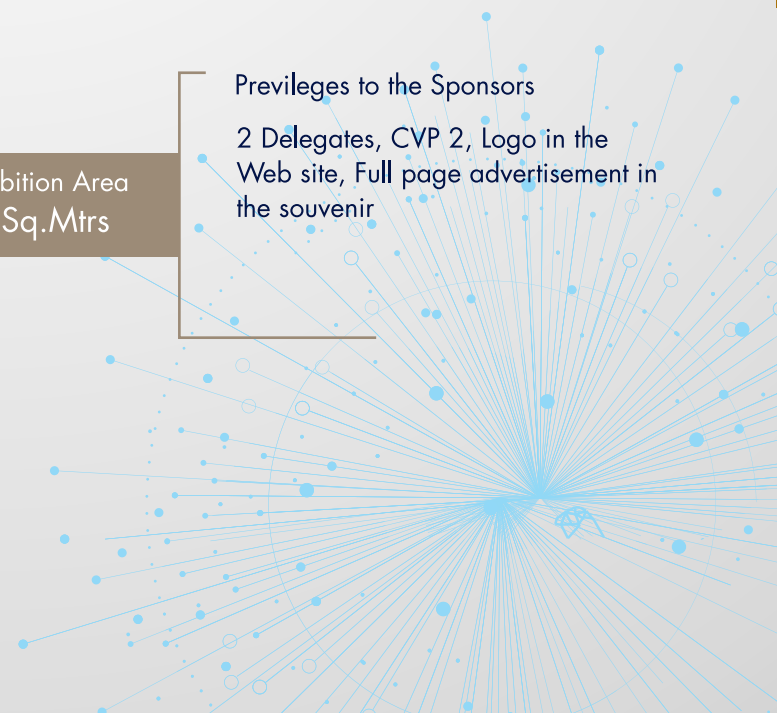 Previleges to the Sponsors
2 Delegates, CVP 2, Logo in the
Web site, Full page advertisement in
the souvenir
bition Area
Sq.Mtrs